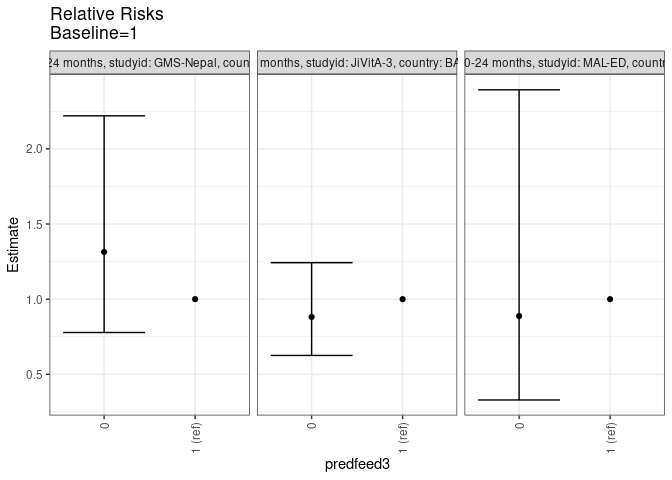 Relative Risks
Baseline=1
24 months, studyid: GMS-Nepal, coun
months, studyid: JiVitA-3, country: BA
0-24 months, studyid: MAL-ED, countr
Estimate
2.0
1.5
1.0
0.5
0
1 (ref)
0
1 (ref)
0
1 (ref)
predfeed3